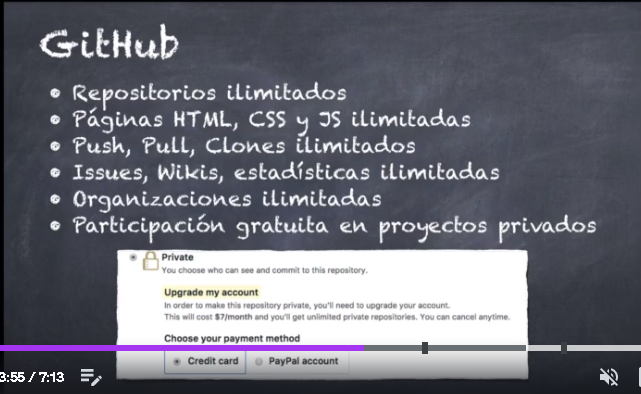 GitHub
Repositorios ilimitados
Páginas HTML, CSS y JS ilimitadas
Push, Pull, Clones ilimitados
Issues, Wikis, estadísticas ilimitadas
Organizaciones ilimitadas
Participación gratuita en proyectos privados
Private
You choose who can see and commit to this repository.
Upgrade my account
In order to make this repository private, you'll need to upgrade your account.
This will cost $7/month and you'll get unlimited private repositories. You can cancel anytime.
Choose your payment method
Credit card PayPal account
3:55 / 7:13